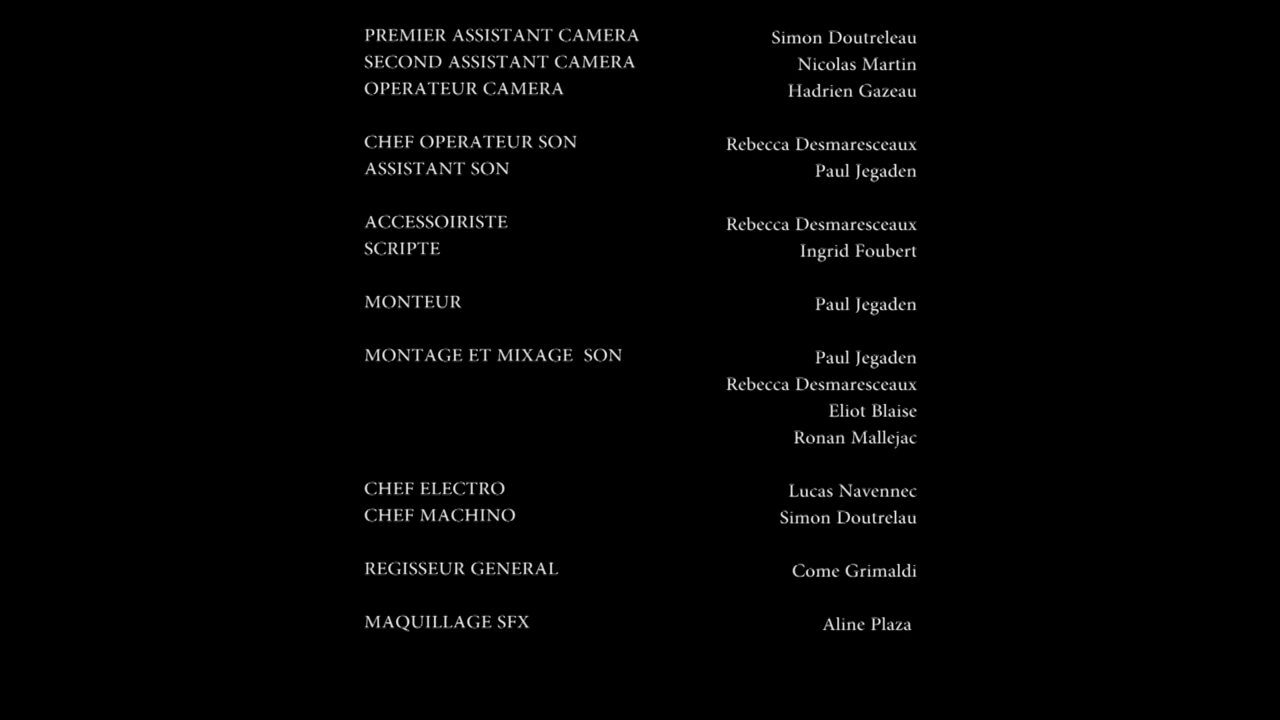 PREMIER ASSISTANT CAMERA Simon Doutreleau
SECOND ASSISTANT CAMERA Nicolas Martin
OPERATEUR CAMERA Hadrien Gazeau
CHEF OPERATEUR SON Rebecca Desmaresceaux
ASSISTANT SON Paul Jegaden
ACCESSOIRISTE Rebecca Desmaresceaux
SCRIPTE Ingrid Foubert
MONTEUR Paul Jegaden
MONTAGE ET MIXAGE SON Paul Jegaden
Rebecca Desmaresceaux
Eliot Blaise
Ronan Mallejac
CHEF ELECTRO Lucas Navennec
CHEF MACHINO Simon Doutrelau
REGISSEUR GENERAL Come Grimaldi
MAQUILLAGE SFX Aline Plaza